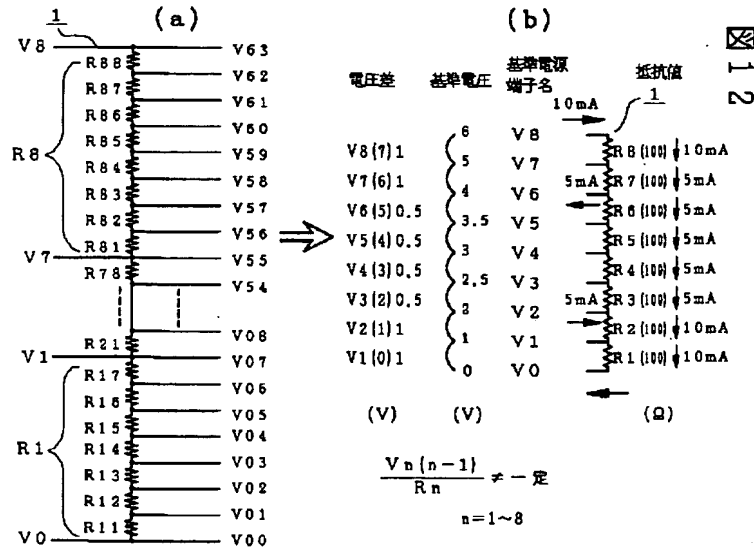 図12
(a)
1
V8
R88
R87
R86
R85
R84
R83
R82
R81
R8
V7
R78
V1
R21
R17
R16
R15
R14
R13
R12
R11
R1
V0
V63
V62
V61
V60
V59
V58
V57
V56
V55
V54
V08
V07
V06
V05
V04
V03
V02
V01
V00
(b)
電圧差 基準電圧 基準電源端子名 抵抗値
10mA 1
6 V8
V8(7)1 R8(100) 10mA
5 V7
V7(6)1 R7(100) 5mA
4 V6 5mA
V6(5)0.5 R6(100) 5mA
3.5 V5
V5(4)0.5 R5(100) 5mA
3 V4
V4(3)0.5 R4(100) 5mA
2.5 V3
V3(2)0.5 R3(100) 5mA
2 V2 5mA
V2(1)1 R2(100) 10mA
1 V1
V1(0)1 R1(100) 10mA
0 V0
(V) (V) (Ω)
Vn(n-1)
Rn
≠ 一定
n=1~8